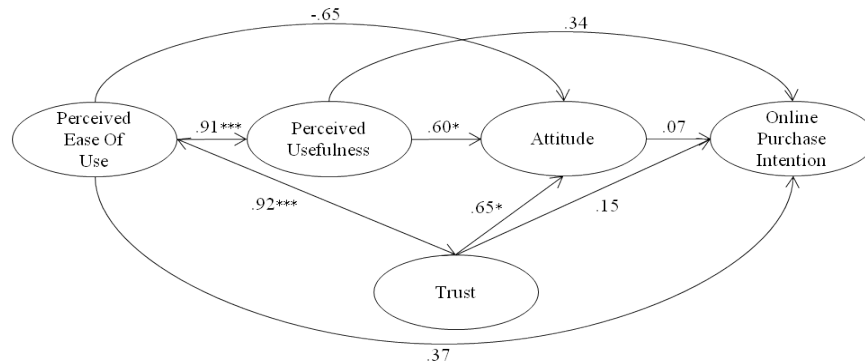 -.65
.34
Perceived
Ease Of
Use
.91***
Perceived
Usefulness
.60*
Attitude
.07
Online
Purchase
Intention
.92***
.65*
.15
Trust
.37